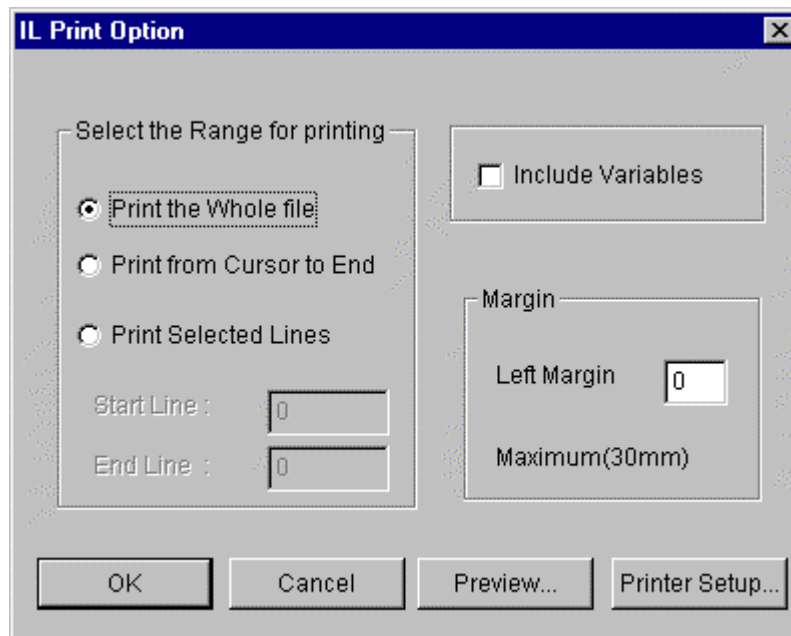 IL Print Option
Select the Range for printing
Print the Whole file
Print from Cursor to End
Print Selected Lines
Start Line :
0
End Line :
0
Include Variables
Margin
Left Margin
0
Maximum(30mm)
OK
Cancel
Preview...
Printer Setup...